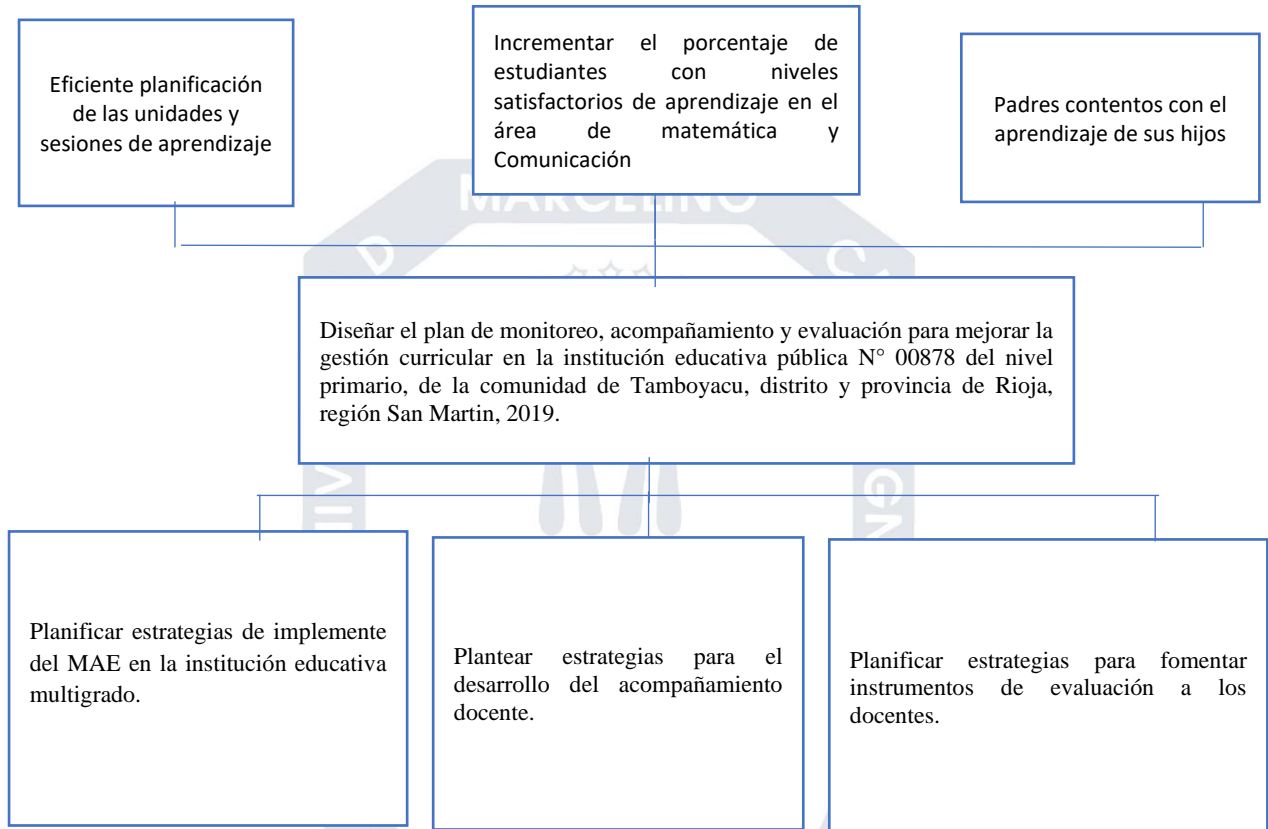 Eficiente planificación
de las unidades y
sesiones de aprendizaje
Incrementar el porcentaje de
estudiantes con niveles
satisfactorios de aprendizaje en el
área de matemática y
Comunicación
Padres contentos con el
aprendizaje de sus hijos
MARCELINO
Diseñar el plan de monitoreo, acompañamiento y evaluación para mejorar la
gestión curricular en la institución educativa pública N° 00878 del nivel
primario, de la comunidad de Tamboyacu, distrito y provincia de Rioja,
región San Martin, 2019.
Planificar estrategias de implemente
del MAE en la institución educativa
multigrado.
Plantear estrategias para el
desarrollo del acompañamiento
docente.
Planificar estrategias para fomentar
instrumentos de evaluación a los
docentes.